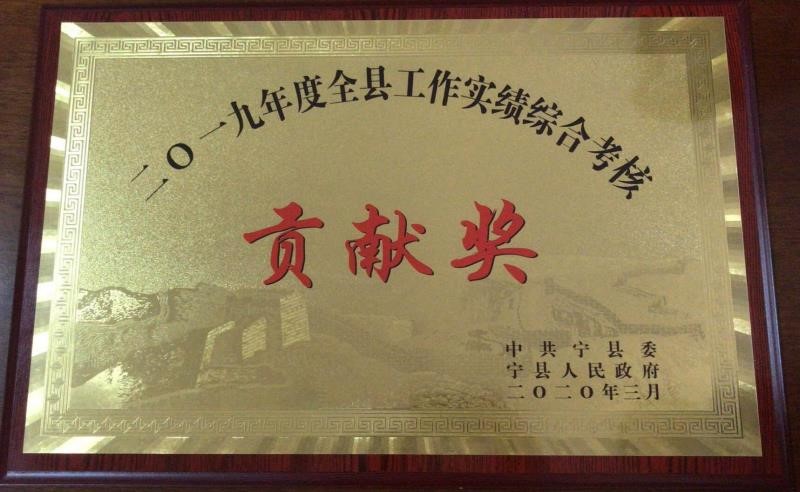 二〇一九年度全县工作实绩综合考核
贡献奖
中共宁县委
宁县人民政府
二〇二〇年三月